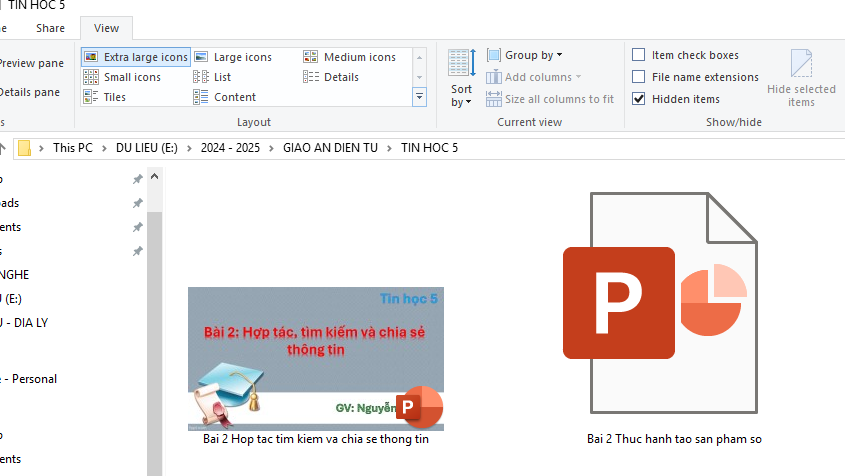 TIN HOC 5
Share
View
Preview pane
Details pane
Extra large icons
Large icons
Medium icons
Small icons
List
Details
Tiles
Content
Layout
Sort by
Group by
Add columns
Size all columns to fit
Current view
Item check boxes
File name extensions
Hidden items
Hide selected items
Show/hide
This PC
DU LIEU (E:)
2024 - 2025
GIAO AN DIEN TU
TIN HOC 5
Tin học 5
Bài 2: Hợp tác, tìm kiếm và chia sẻ
thông tin
GV: Nguyễn
P
Bai 2 Hop tac tim kiem va chia se thong tin
P
Bai 2 Thuc hanh tao san pham so
ads
ents
NGHE
(E:)
- DIA LY
- Personal
ents